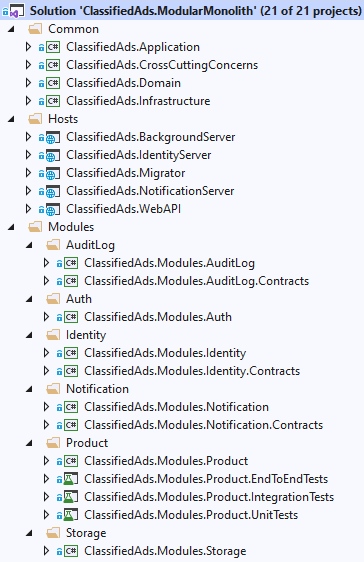 Solution 'ClassifiedAds.ModularMonolith' (21 of 21 projects)
Common
ClassifiedAds.Application
ClassifiedAds.CrossCuttingConcerns
ClassifiedAds.Domain
ClassifiedAds.Infrastructure
Hosts
ClassifiedAds.BackgroundServer
ClassifiedAds.IdentityServer
ClassifiedAds.Migrator
ClassifiedAds.NotificationServer
ClassifiedAds.WebAPI
Modules
AuditLog
ClassifiedAds.Modules.AuditLog
ClassifiedAds.Modules.AuditLog.Contracts
Auth
ClassifiedAds.Modules.Auth
Identity
ClassifiedAds.Modules.Identity
ClassifiedAds.Modules.Identity.Contracts
Notification
ClassifiedAds.Modules.Notification
ClassifiedAds.Modules.Notification.Contracts
Product
ClassifiedAds.Modules.Product
ClassifiedAds.Modules.Product.EndToEndTests
ClassifiedAds.Modules.Product.IntegrationTests
ClassifiedAds.Modules.Product.UnitTests
Storage
ClassifiedAds.Modules.Storage